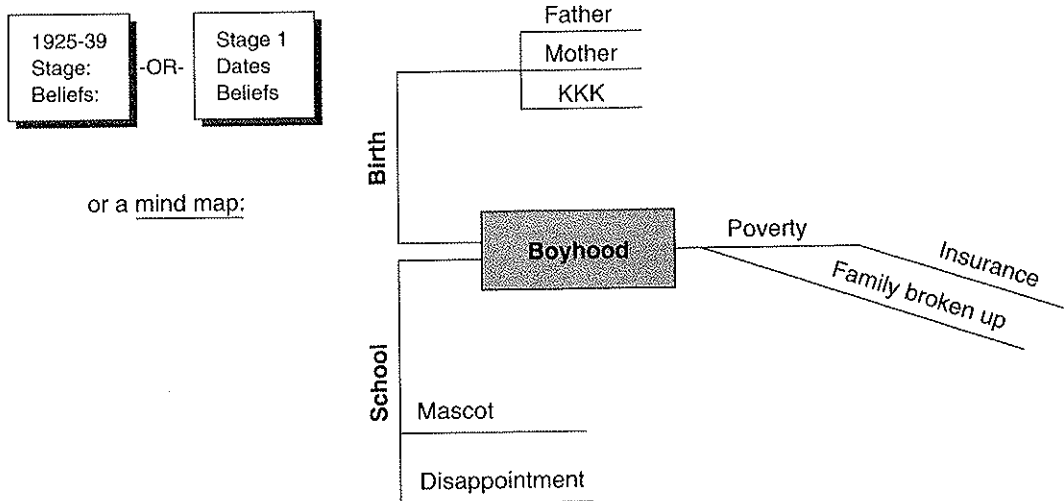 1925-39
Stage:
Beliefs:
-OR-
Stage 1
Dates
Beliefs
or a mind map:
Father
Mother
KKK
Birth
Boyhood
Poverty
Insurance
Family broken up
School
Mascot
Disappointment